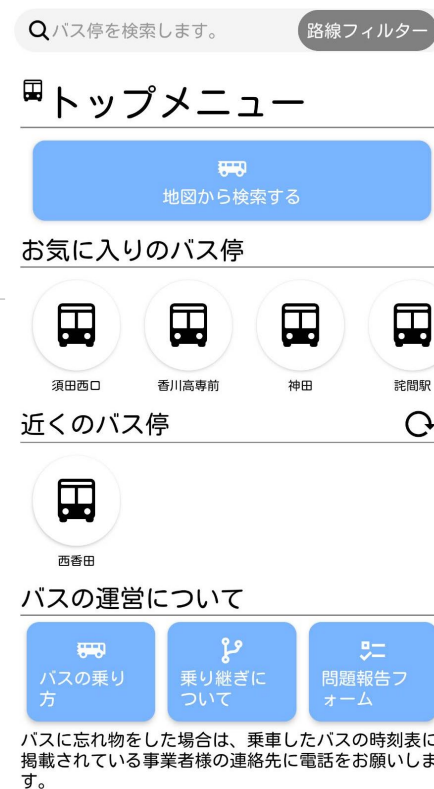 バス停を検索します。
路線フィルター
トップメニュー
地図から検索する
お気に入りのバス停
須田西口
香川高専前
神田
詫間駅
近くのバス停
西香田
バスの運営について
バスの乗り
方
乗り継ぎに
ついて
問題報告フ
ォーム
バスに忘れ物をした場合は、乗車したバスの時刻表に
掲載されている事業者様の連絡先に電話をお願いしま
す。